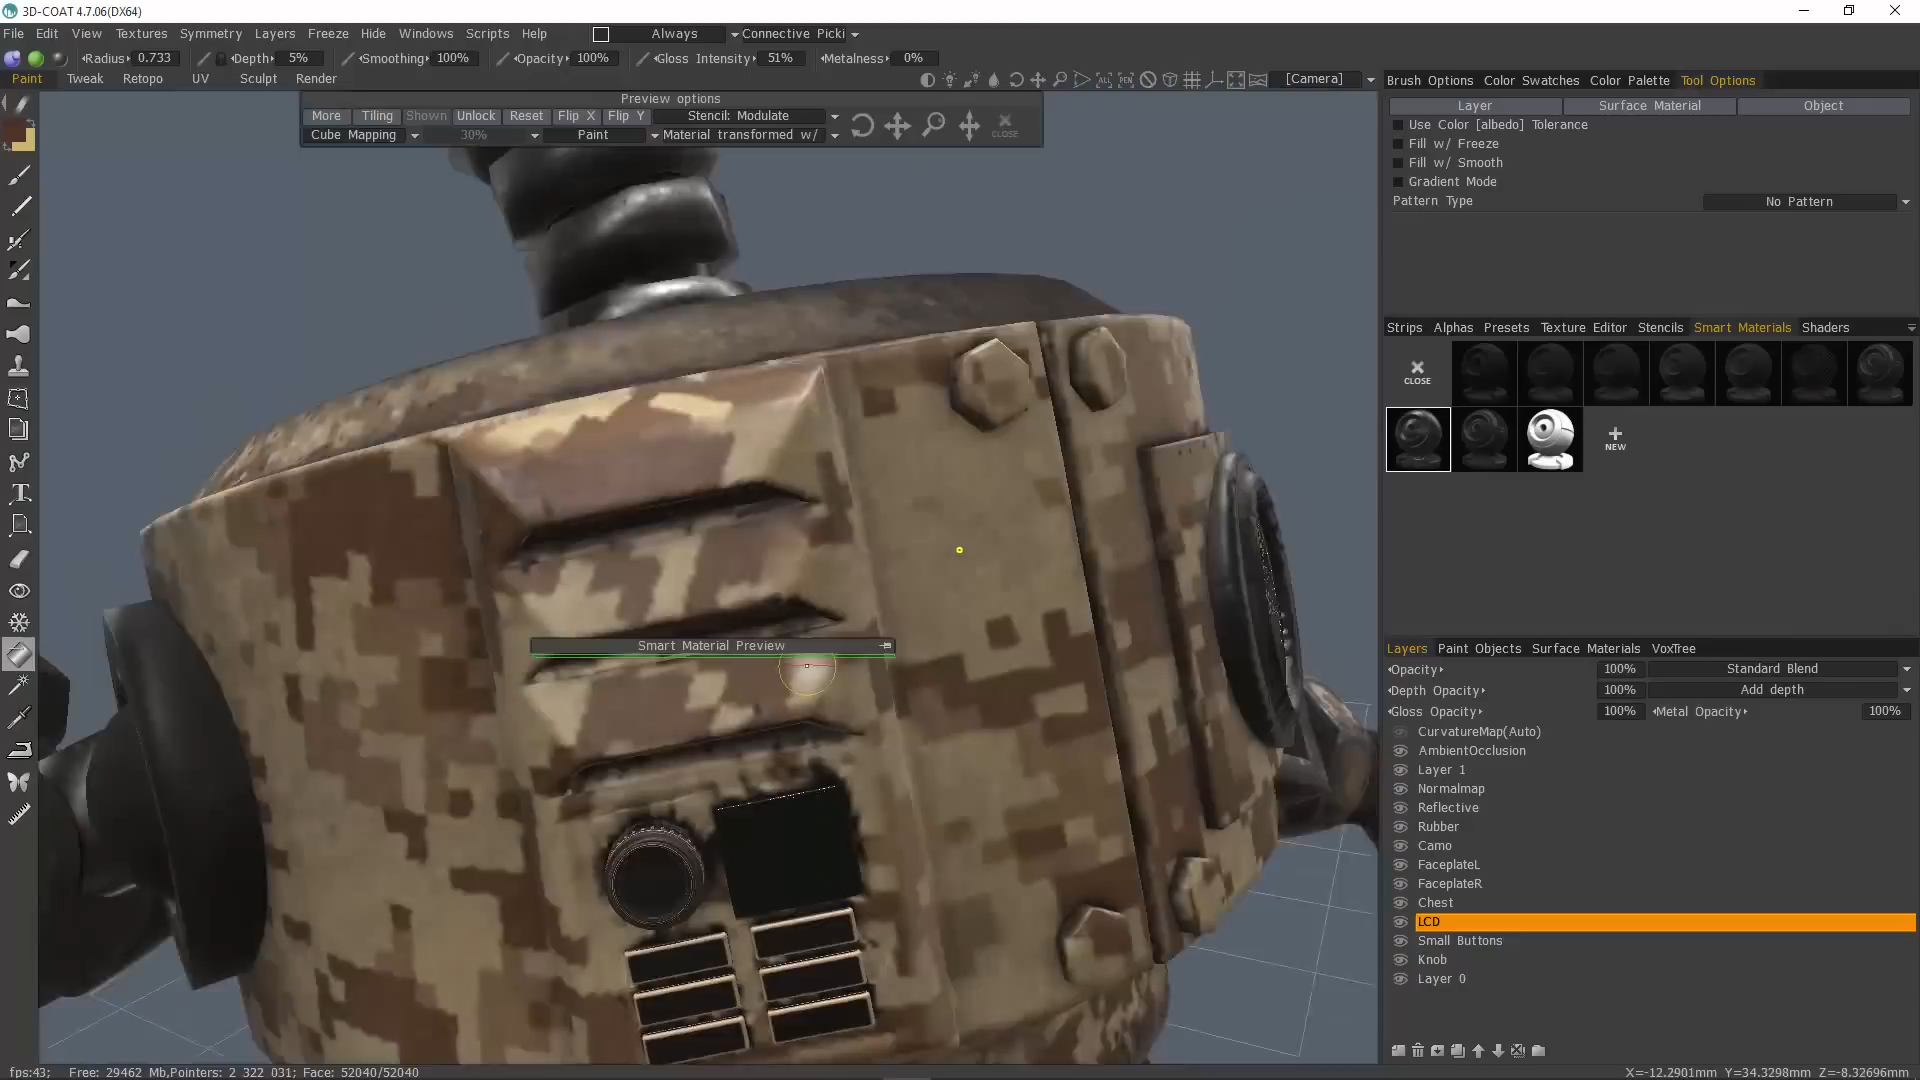 3D-COAT 4.7.06(DX64)
File Edit View Textures Symmetry Layers Freeze Hide Windows Scripts Help Always Connective Picki
Radius 0.733 Depth 5% Smoothing 100% Opacity 100% Gloss Intensity 51% Metalness 0%
Paint Tweak Retopo UV Sculpt Render ALL PEN [Camera]
Brush Options Color Swatches Color Palette Tool Options
Preview options
More Tiling Shown Unlock Reset Flip X Flip Y Stencil: Modulate
Cube Mapping 30% Paint Material transformed w/ CLOSE
Layer Surface Material Object
Use Color [albedo] Tolerance
Fill w/ Freeze
Fill w/ Smooth
Gradient Mode
Pattern Type No Pattern
Strips Alphas Presets Texture Editor Stencils Smart Materials Shaders
CLOSE
NEW
Smart Material Preview
Layers Paint Objects Surface Materials VoxTree
Opacity 100% Standard Blend
Depth Opacity 100% Add depth
Gloss Opacity 100% Metal Opacity 100%
CurvatureMap(Auto)
AmbientOcclusion
Layer 1
Normalmap
Reflective
Rubber
Camo
FaceplateL
FaceplateR
Chest
LCD
Small Buttons
Knob
Layer 0
fps:43; Free: 29462 Mb,Pointers: 2 322 031; Face: 52040/52040
X=-12.2901mm Y=34.3298mm Z=-8.32696mm